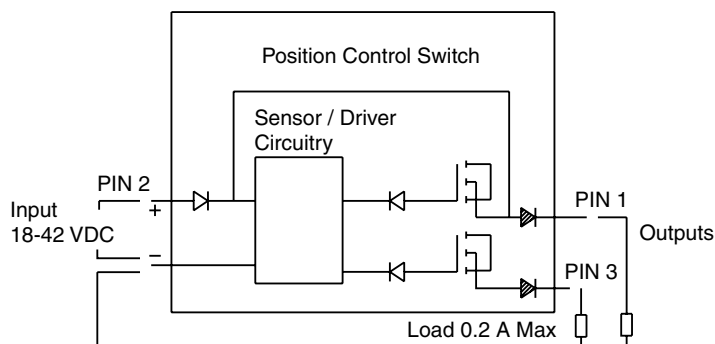 Position Control Switch
Sensor / Driver
Circuitry
PIN 2
+
Input
18-42 VDC
−
PIN 1
Outputs
PIN 3
Load 0.2 A Max